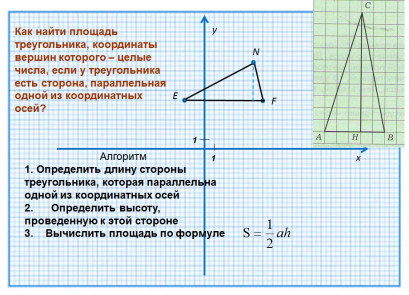 Как найти площадь
треугольника, координаты
вершин которого – целые
числа, если у треугольника
есть сторона, параллельная
одной из координатных
осей?
y
N
E
F
1
1
x
C
A
H
B
Алгоритм
1. Определить длину стороны
треугольника, которая параллельна
одной из координатных осей
2. Определить высоту,
проведенную к этой стороне
3. Вычислить площадь по формуле S = 1/2 ah